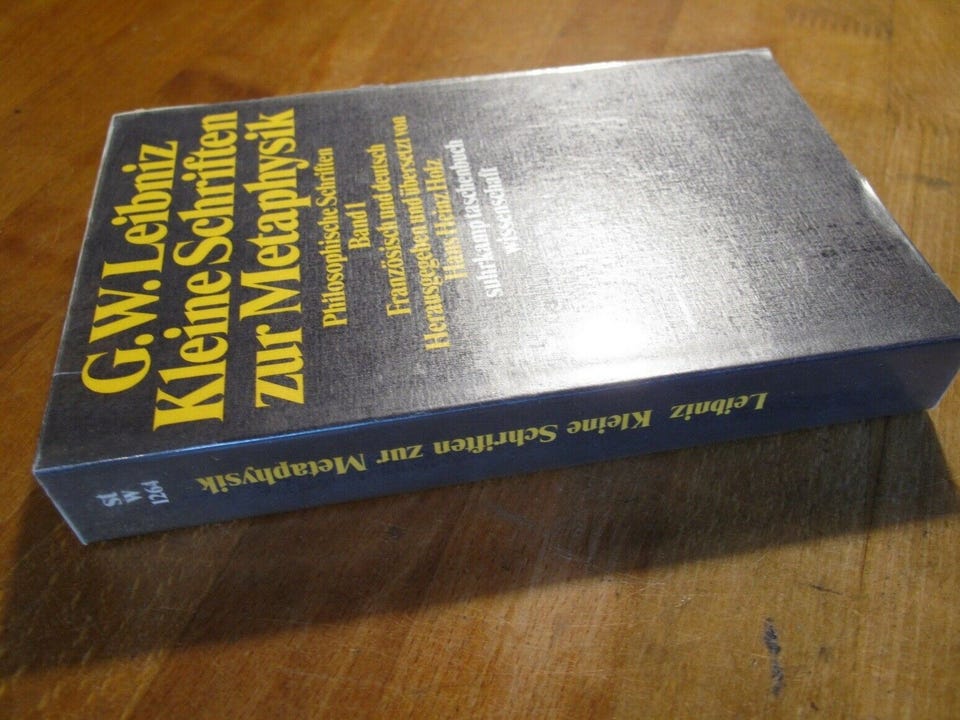 G. W. Leibniz
Kleine Schriften
zur Metaphysik
Philosophische Schriften
Band 1
Französisch und deutsch
Herausgegeben und übersetzt von
Hans Heinz Holz
suhrkamp taschenbuch
wissenschaft
Leibniz Kleine Schriften zur Metaphysik
st
w
1264